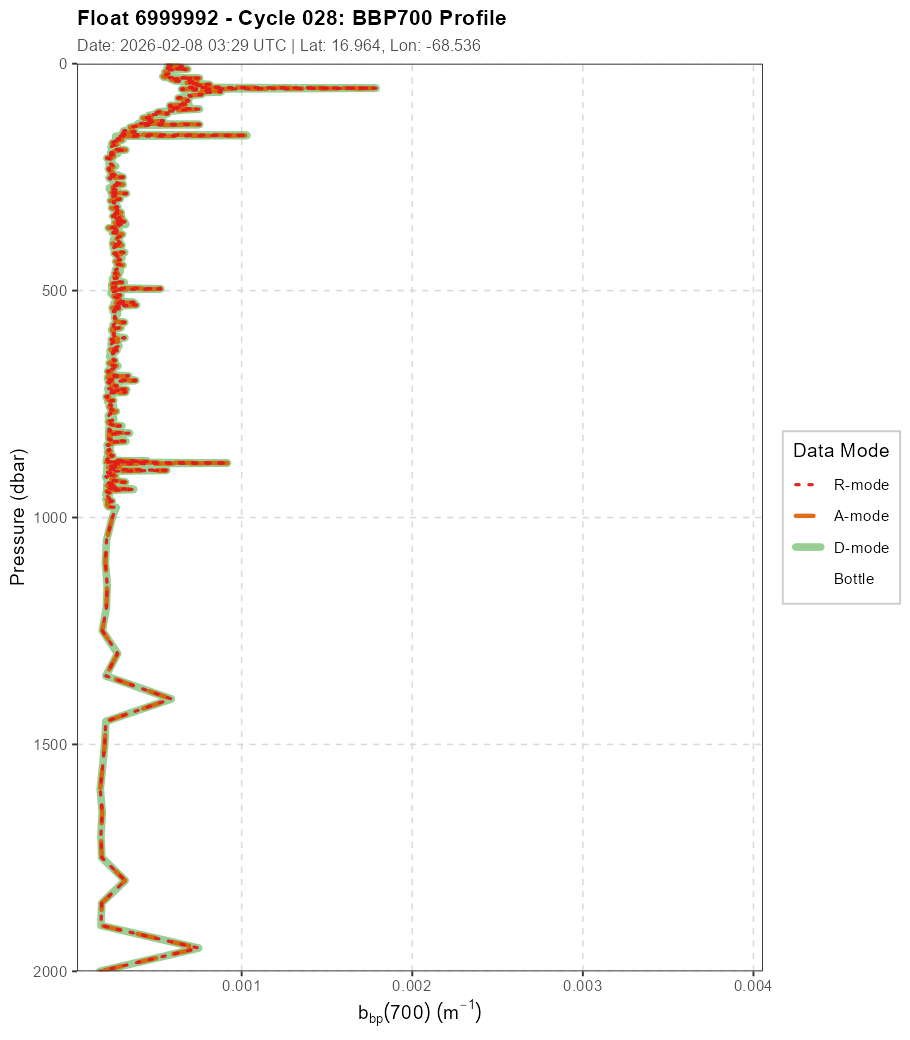 Float 6999992 - Cycle 028: BBP700 Profile
Date: 2026-02-08 03:29 UTC | Lat: 16.964, Lon: -68.536
0
500
1000
1500
2000
Pressure (dbar)
0.001
0.002
0.003
0.004
b_bp(700) (m⁻¹)
Data Mode
R-mode
A-mode
D-mode
Bottle